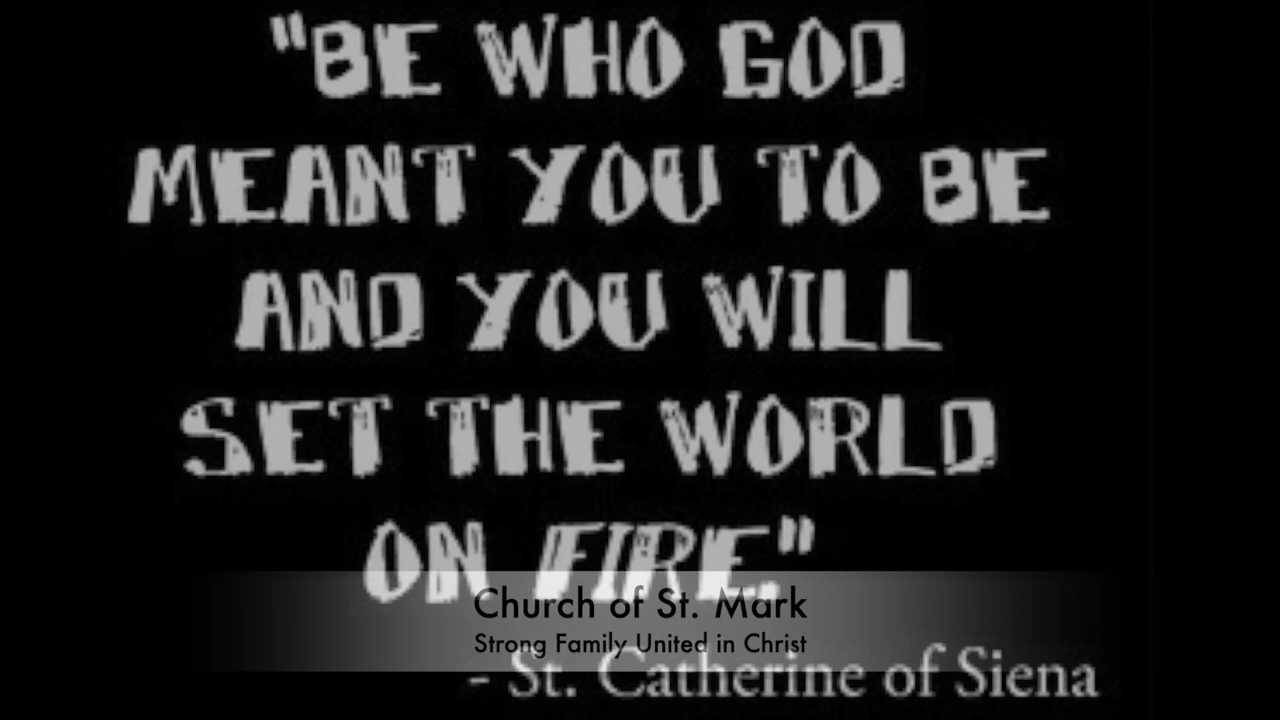 "BE WHO GOD
MEANT YOU TO BE
AND YOU WILL
SET THE WORLD
ON FIRE."
Church of St. Mark
Strong Family United in Christ
- St. Catherine of Siena